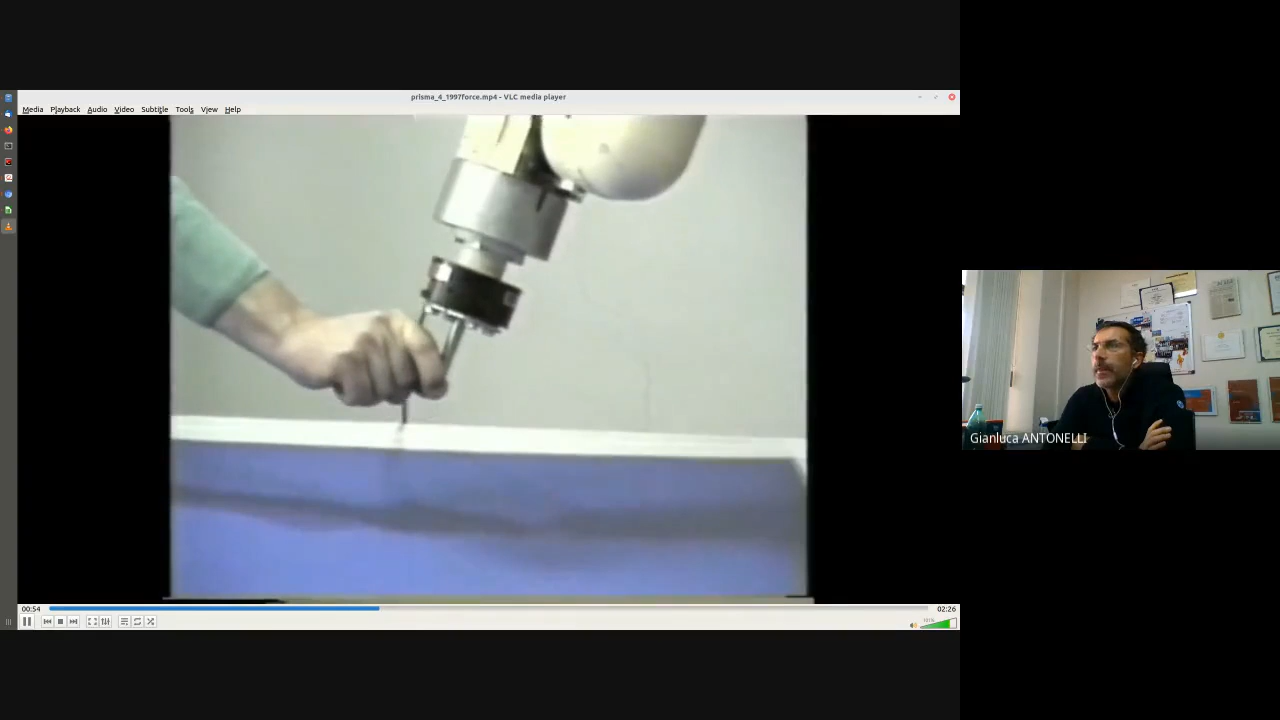 prisma_4_1997force.mp4 - VLC media player
Media Playback Audio Video Subtitle Tools View Help
Gianluca ANTONELLI
00:54
02:26